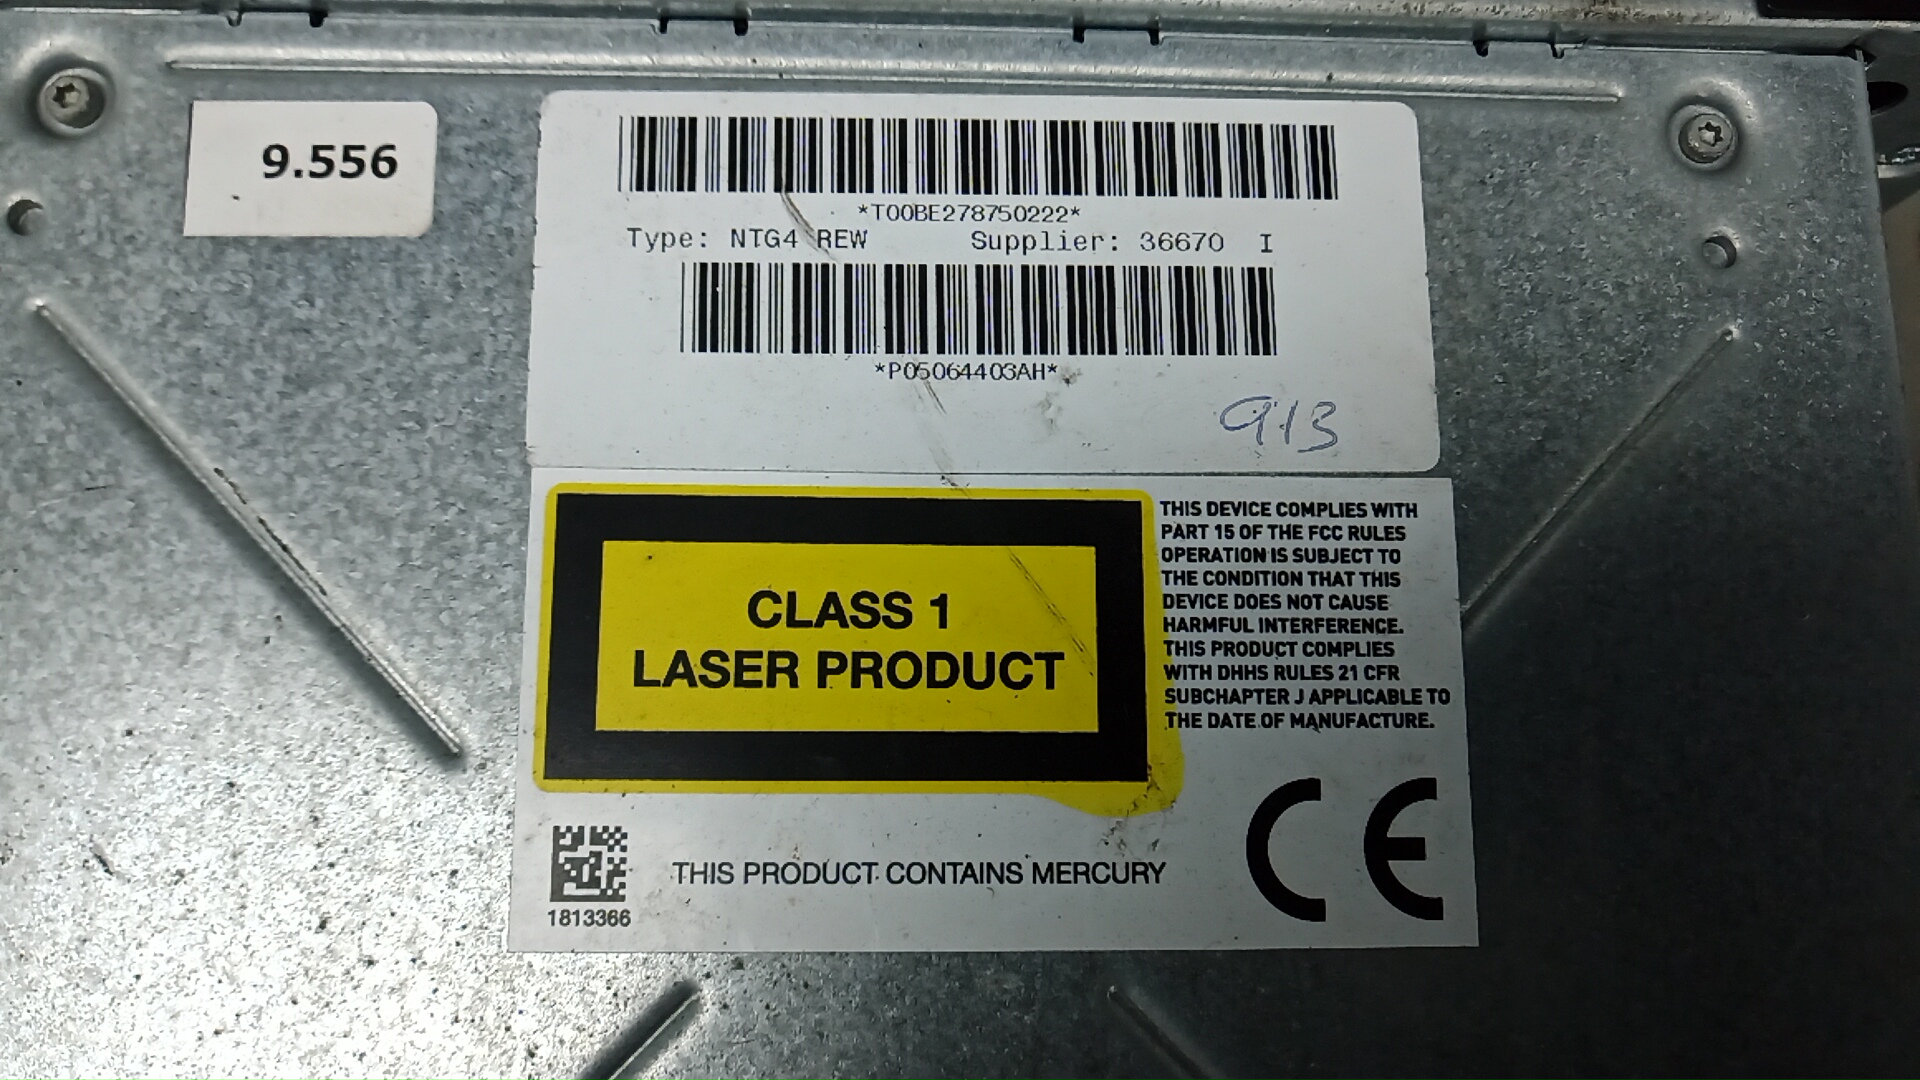 9.556
*T00BE278750222*
Type: NTG4 REW Supplier: 36670 I
*P05064403AH*
913
CLASS 1
LASER PRODUCT
THIS DEVICE COMPLIES WITH
PART 15 OF THE FCC RULES
OPERATION IS SUBJECT TO
THE CONDITION THAT THIS
DEVICE DOES NOT CAUSE
HARMFUL INTERFERENCE.
THIS PRODUCT COMPLIES
WITH DHHS RULES 21 CFR
SUBCHAPTER J APPLICABLE TO
THE DATE OF MANUFACTURE.
1813366
THIS PRODUCT CONTAINS MERCURY
CE